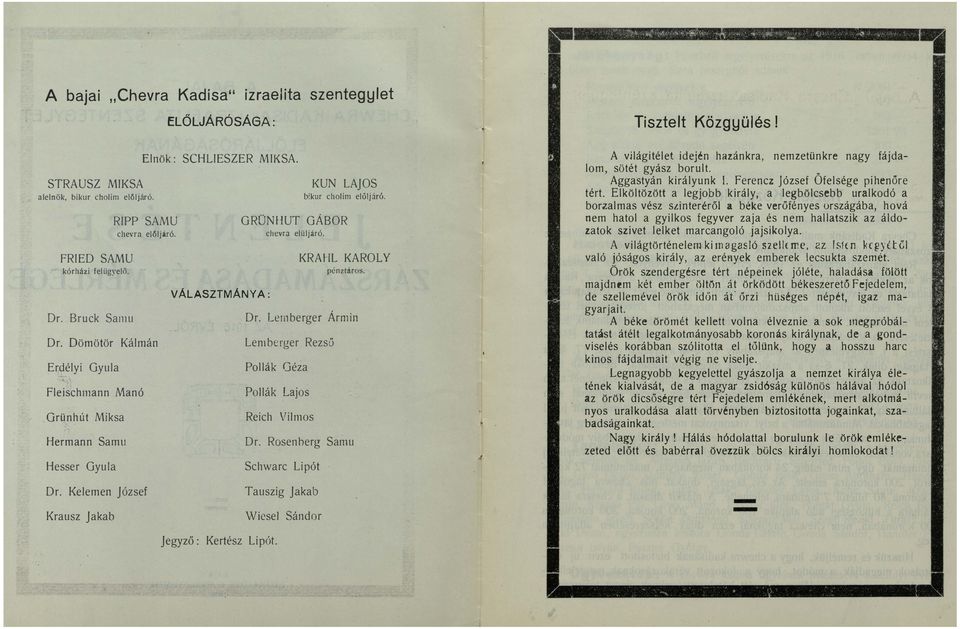 A bajai „Chevra Kadisa“ izraelita szentegylet
ELŐLJÁRÓSÁGA:
Elnök: SCHLIESZER MIKSA.
STRAUSZ MIKSA
alelnök, bikur cholim előljáró.
KUN LAJOS
bikur cholim előljáró.
RIPP SAMU
chevra előljáró.
GRÜNHUT GÁBOR
chevra elüljáró.
FRIED SAMU
kórházi felügyelő.
KRAHL KAROLY
pénztáros.
VÁLASZTMÁNYA:
Dr. Bruck Samu
Dr. Dömötör Kálmán
Erdélyi Gyula
Fleischmann Manó
Grünhút Miksa
Hermann Samu
Hesser Gyula
Dr. Kelemen József
Krausz Jakab
Dr. Lemberger Ármin
Lemberger Rezső
Pollák Géza
Pollák Lajos
Reich Vilmos
Dr. Rosenberg Samu
Schwarc Lipót
Tauszig Jakab
Wiesel Sándor
Jegyző: Kertész Lipót.
Tisztelt Közgyülés!
A világitélet idején hazánkra, nemzetünkre nagy fájda-
lom, sötét gyász borult.
Aggastyán királyunk I. Ferencz József Őfelsége pihenőre
tért. Elköltözött a legjobb király, a legbölcsebb uralkodó a
borzalmas vész szinteréről a béke verőfényes országába, hová
nem hatol a gyilkos fegyver zaja és nem hallatszik az áldo-
zatok szivet lelket marcangoló jajsikolya.
A világtörténelem kimagasló szelleme, az Isten kegyéből
való jóságos király, az erények emberek lecsukta szemét.
Örök szendergésre tért népeinek jóléte, haladása fölött
majdnem két ember öltőn át őrködött békeszerető Fejedelem,
de szellemével örök időn át őrzi hüséges népét, igaz ma-
gyarjait.
A béke örömét kellett volna élveznie a sok megpróbál-
tatást átélt legalkotmányosabb koronás királynak, de a gond-
viselés korábban szólitotta el tőlünk, hogy a hosszu harc
kinos fájdalmait végig ne viselje.
Legnagyobb kegyelettel gyászolja a nemzet királya éle-
tének kialvását, de a magyar zsidóság különös hálával hódol
az örök dicsőségre tért Fejedelem emlékének, mert alkotmá-
nyos uralkodása alatt törvényben biztositotta jogainkat, sza-
badságainkat.
Nagy király! Hálás hódolattal borulunk le örök emléke-
zeted előtt és babérral övezzük bölcs királyi homlokodat!